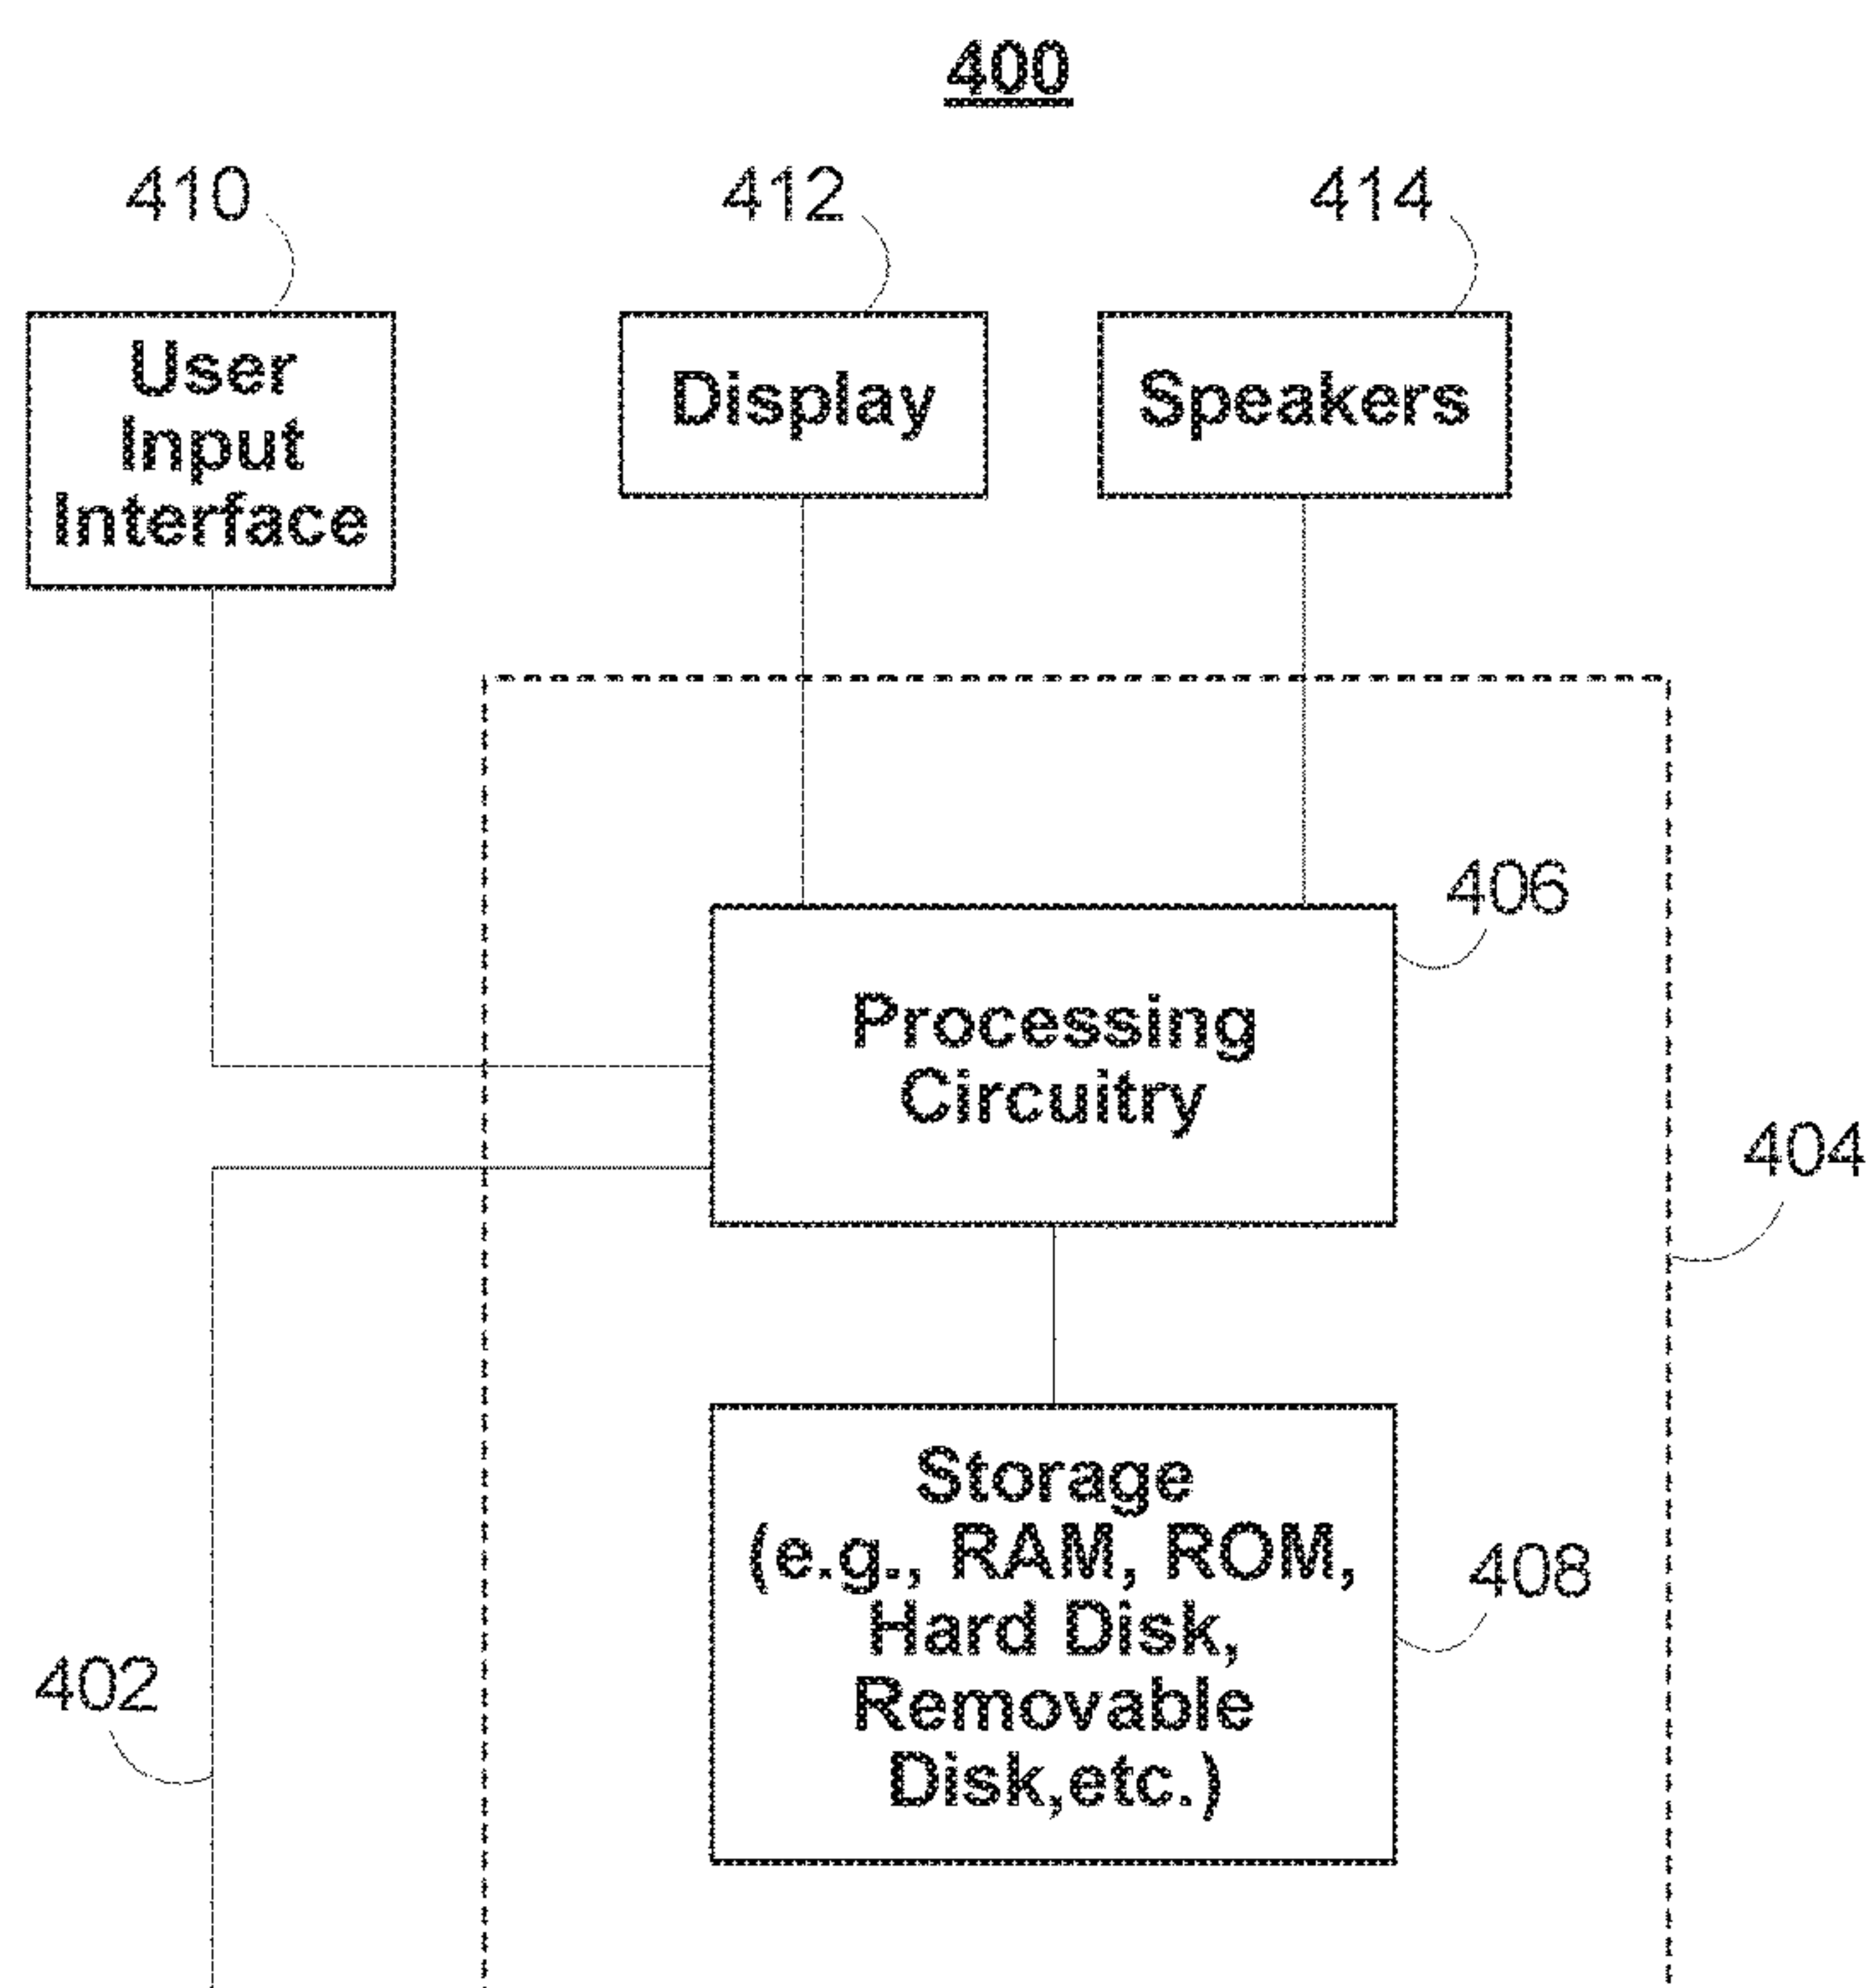 400
410
412
414
User
Input
Interface
Display
Speakers
406
Processing
Circuitry
404
Storage
(e.g., RAM, ROM,
Hard Disk,
Removable
Disk,etc.)
408
402